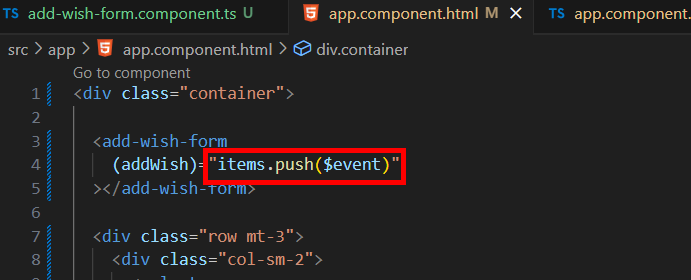 TS add-wish-form.component.ts U app.component.html M × TS app.component
src > app > app.component.html > div.container
Go to component
1 <div class="container">
2
3 <add-wish-form
4 (addWish)="items.push($event)"
5 ></add-wish-form>
6
7 <div class="row mt-3">
8 <div class="col-sm-2">